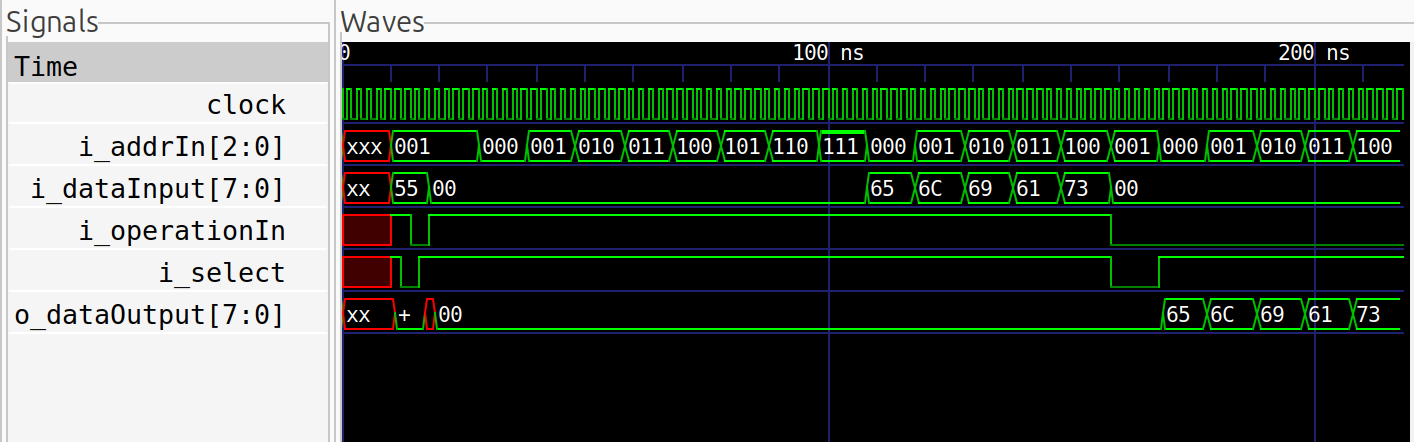 Signals Waves
Time 0 100 ns 200 ns
clock
i_addrIn[2:0] xxx 001 000 001 010 011 100 101 110 111 000 001 010 011 100 001 000 001 010 011 100
i_dataInput[7:0] xx 55 00 65 6C 69 61 73 00
i_operationIn
i_select
o_dataOutput[7:0] xx + 00 65 6C 69 61 73